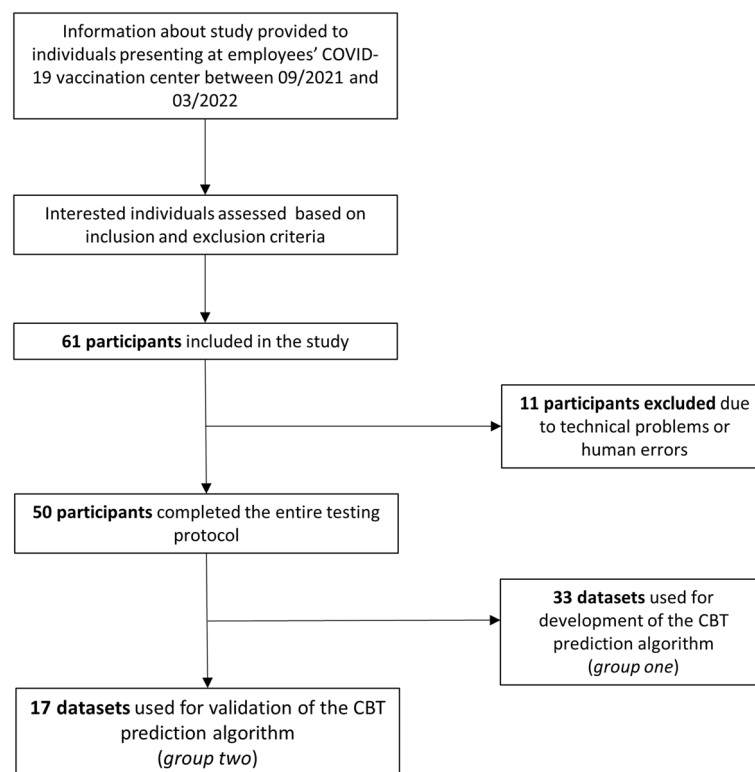 Information about study provided to
individuals presenting at employees’ COVID-
19 vaccination center between 09/2021 and
03/2022
Interested individuals assessed based on
inclusion and exclusion criteria
61 participants included in the study
11 participants excluded due
to technical problems or
human errors
50 participants completed the entire testing
protocol
33 datasets used for
development of the CBT
prediction algorithm
(group one)
17 datasets used for validation of the CBT
prediction algorithm
(group two)